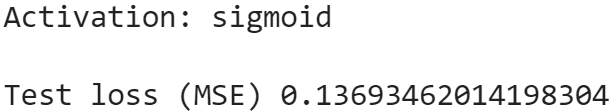 Activation: sigmoid
Test loss (MSE) 0.13693462014198304